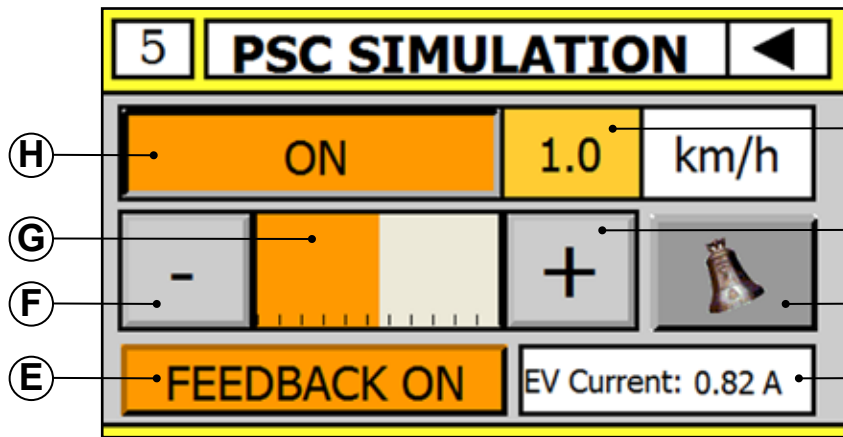 5 PSC SIMULATION
H ON 1.0 km/h
G
- +
F
E FEEDBACK ON EV Current: 0.82 A